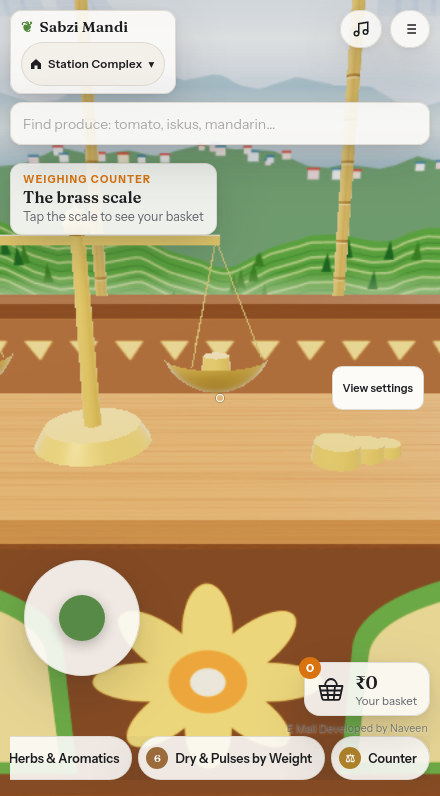 Sabzi Mandi
Station Complex ▾
Find produce: tomato, iskus, mandarin...
WEIGHING COUNTER
The brass scale
Tap the scale to see your basket
View settings
0
₹0
Your basket
E Mall Developed by Naveen
Herbs & Aromatics
6 Dry & Pulses by Weight
Counter